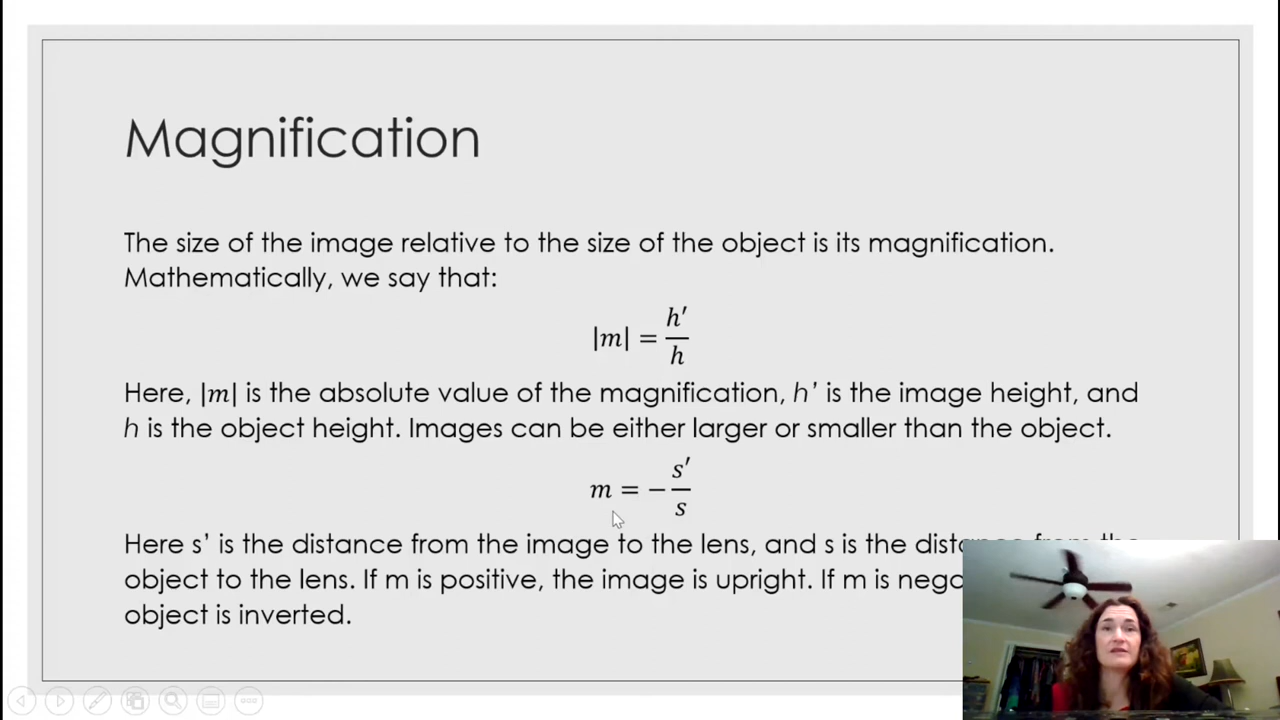 Magnification
The size of the image relative to the size of the object is its magnification.
Mathematically, we say that:
|m| = h′/h
Here, |m| is the absolute value of the magnification, h’ is the image height, and
h is the object height. Images can be either larger or smaller than the object.
m = −s′/s
Here s’ is the distance from the image to the lens, and s is the
object to the lens. If m is positive, the image is upright. If m is
object is inverted.